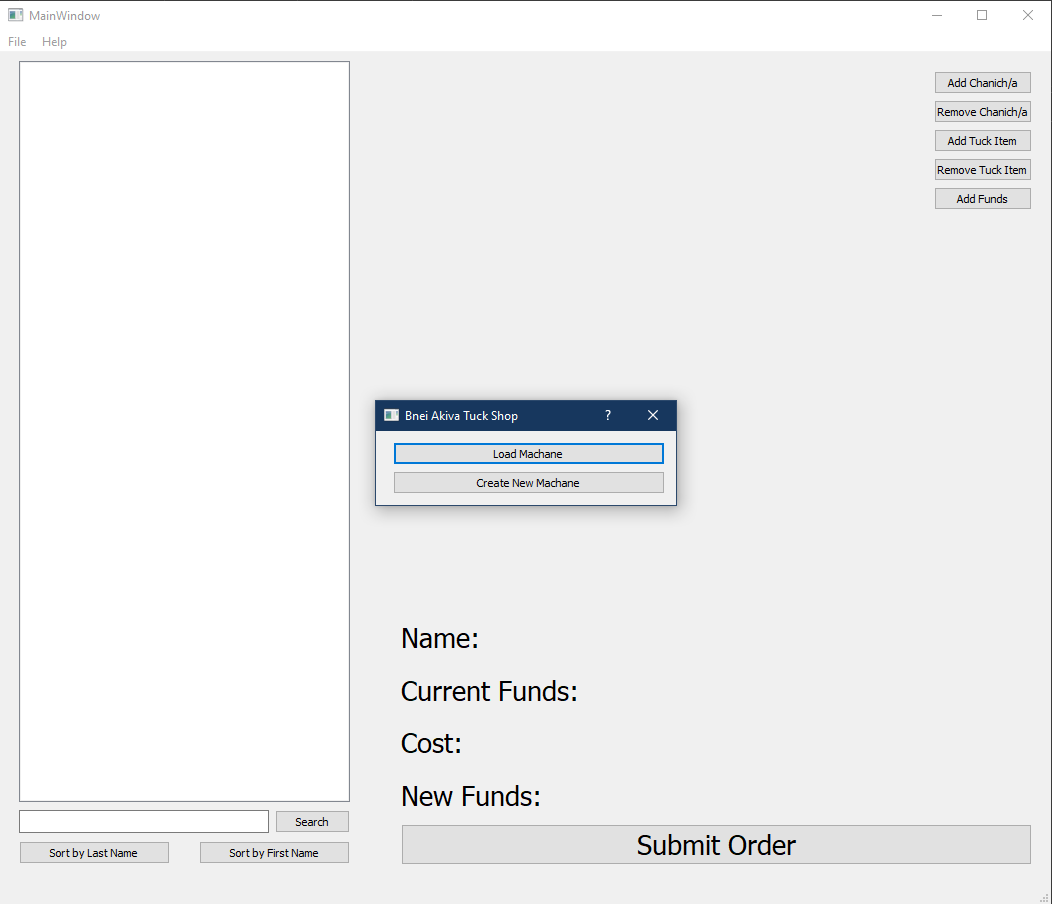 MainWindow
File Help
Add Chanich/a
Remove Chanich/a
Add Tuck Item
Remove Tuck Item
Add Funds
Bnei Akiva Tuck Shop ?
Load Machane
Create New Machane
Name:
Current Funds:
Cost:
New Funds:
Search
Submit Order
Sort by Last Name Sort by First Name